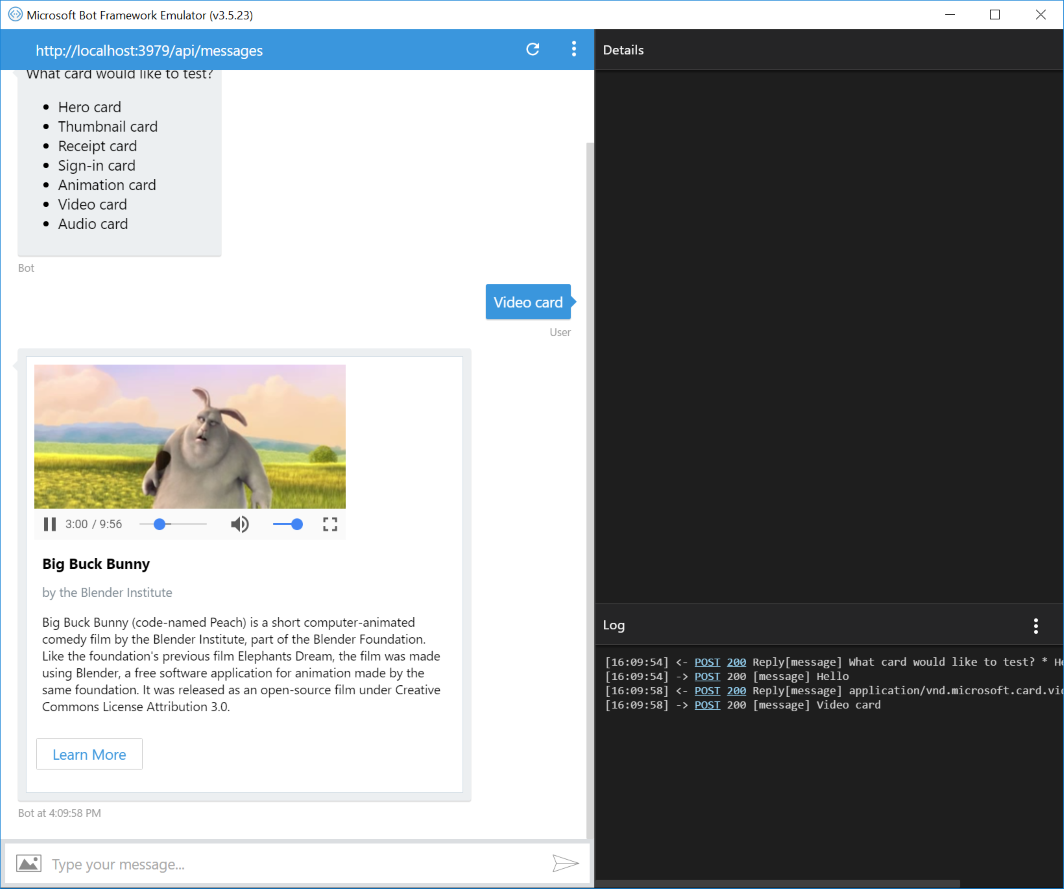 Microsoft Bot Framework Emulator (v3.5.23)
http://localhost:3979/api/messages
What card would like to test?
Hero card
Thumbnail card
Receipt card
Sign-in card
Animation card
Video card
Audio card
Bot
Video card
User
3:00 / 9:56
Big Buck Bunny
by the Blender Institute
Big Buck Bunny (code-named Peach) is a short computer-animated
comedy film by the Blender Institute, part of the Blender Foundation.
Like the foundation's previous film Elephants Dream, the film was made
using Blender, a free software application for animation made by the
same foundation. It was released as an open-source film under Creative
Commons License Attribution 3.0.
Learn More
Bot at 4:09:58 PM
Type your message...
Details
Log
[16:09:54] <- POST 200 Reply[message] What card would like to test? * He
[16:09:54] -> POST 200 [message] Hello
[16:09:58] <- POST 200 Reply[message] application/vnd.microsoft.card.vi
[16:09:58] -> POST 200 [message] Video card